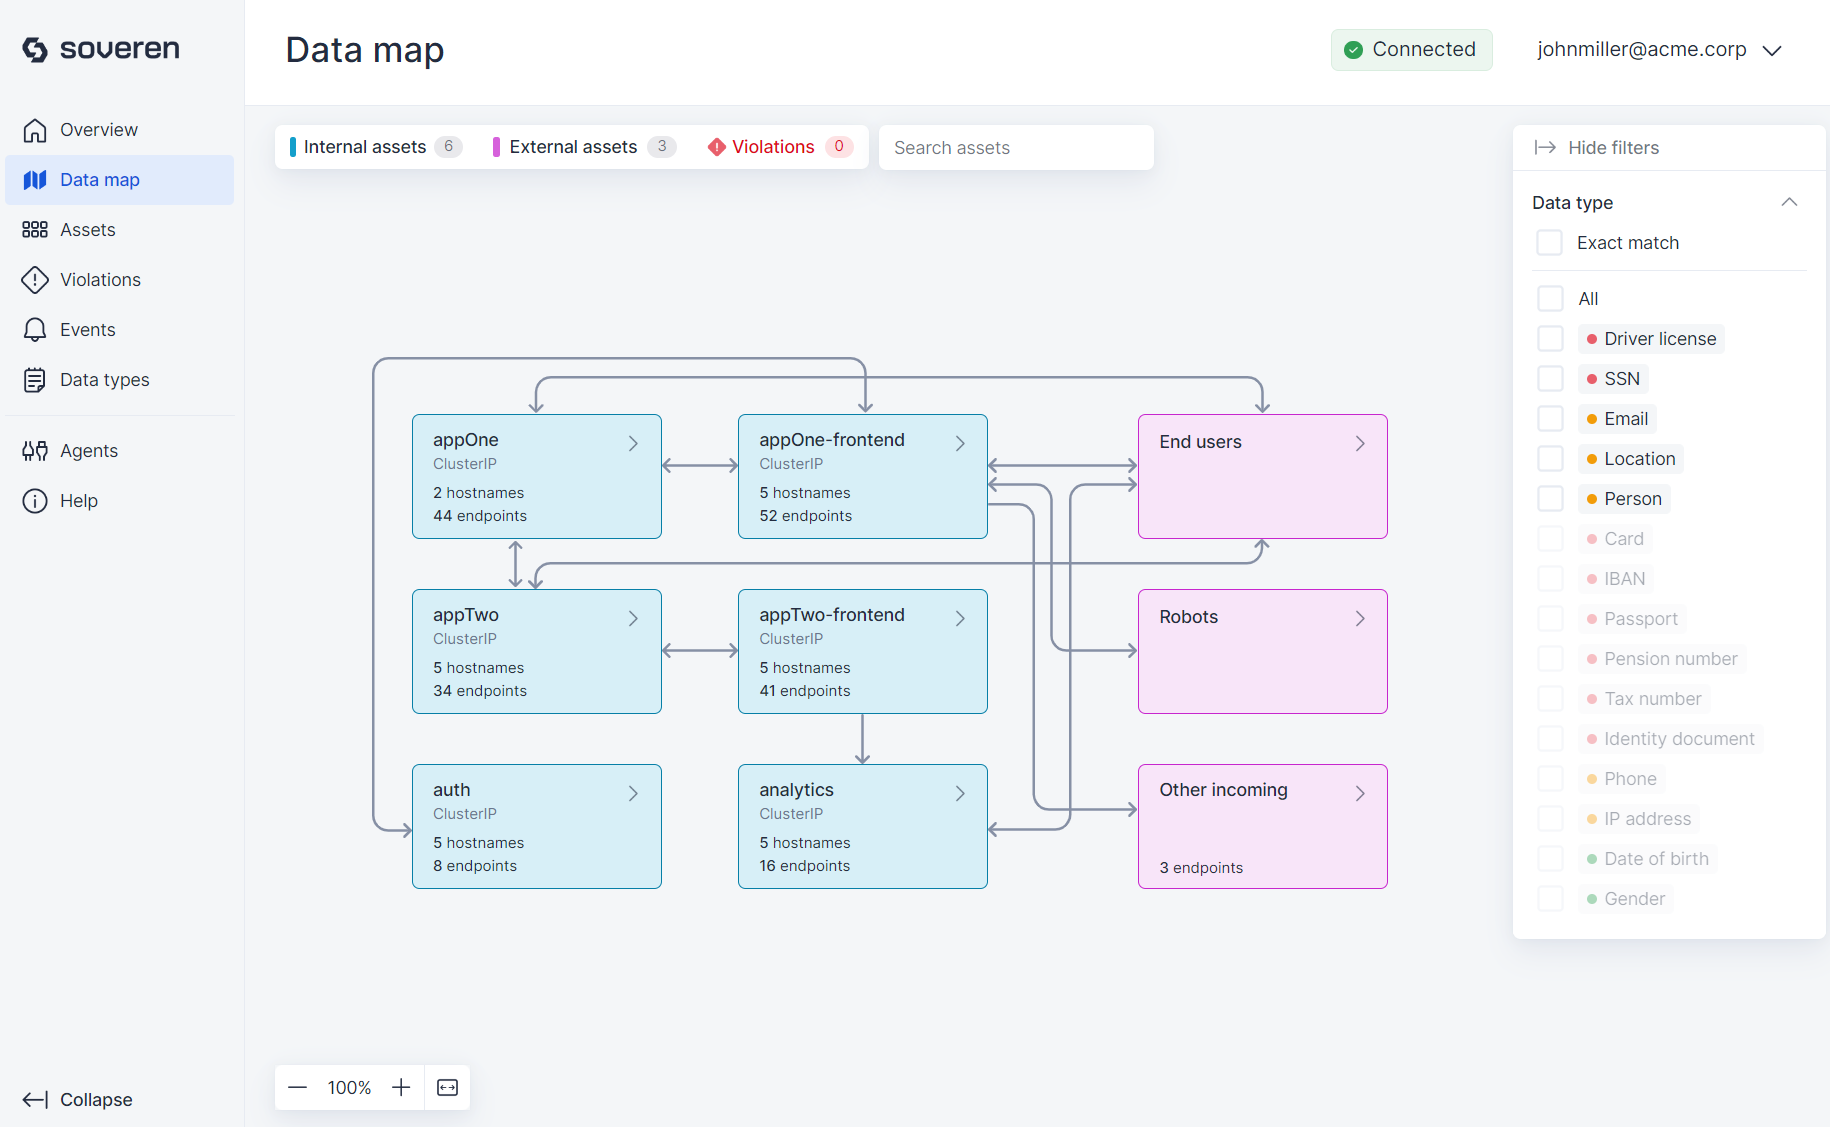 soveren
Data map
Connected
johnmiller@acme.corp
Overview
Data map
Assets
Violations
Events
Data types
Agents
Help
Collapse
Internal assets 6
External assets 3
Violations 0
Search assets
appOne
ClusterIP
2 hostnames
44 endpoints
appOne-frontend
ClusterIP
5 hostnames
52 endpoints
End users
appTwo
ClusterIP
5 hostnames
34 endpoints
appTwo-frontend
ClusterIP
5 hostnames
41 endpoints
Robots
auth
ClusterIP
5 hostnames
8 endpoints
analytics
ClusterIP
5 hostnames
16 endpoints
Other incoming
3 endpoints
100%
Hide filters
Data type
Exact match
All
Driver license
SSN
Email
Location
Person
Card
IBAN
Passport
Pension number
Tax number
Identity document
Phone
IP address
Date of birth
Gender